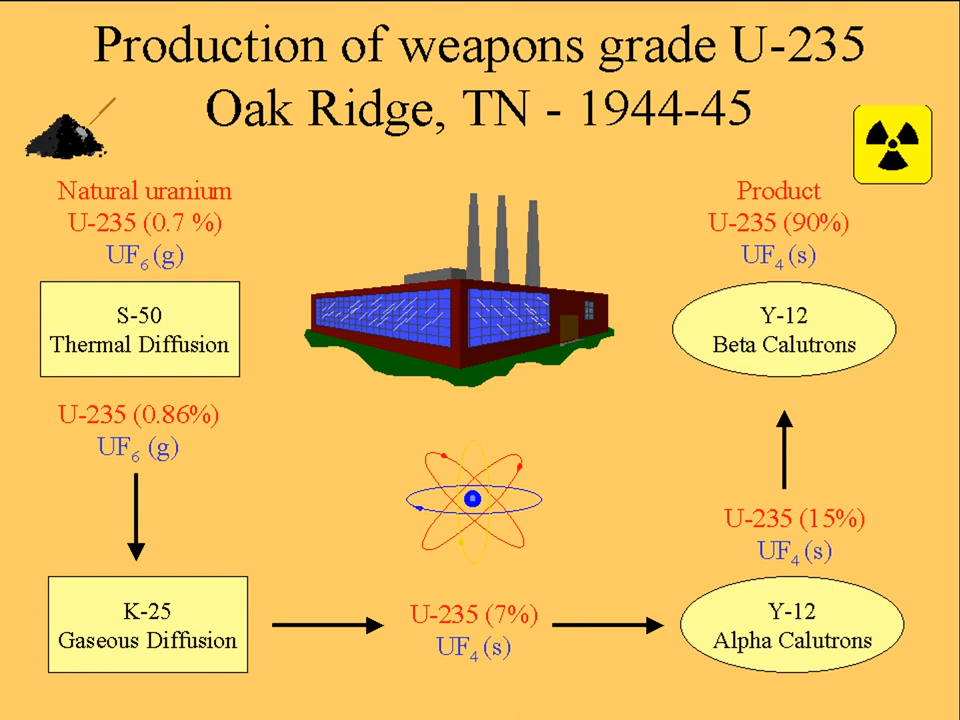 Production of weapons grade U-235
Oak Ridge, TN - 1944-45
Natural uranium
U-235 (0.7 %)
UF6 (g)
S-50
Thermal Diffusion
U-235 (0.86%)
UF6 (g)
K-25
Gaseous Diffusion
U-235 (7%)
UF4 (s)
Y-12
Alpha Calutrons
U-235 (15%)
UF4 (s)
Y-12
Beta Calutrons
Product
U-235 (90%)
UF4 (s)